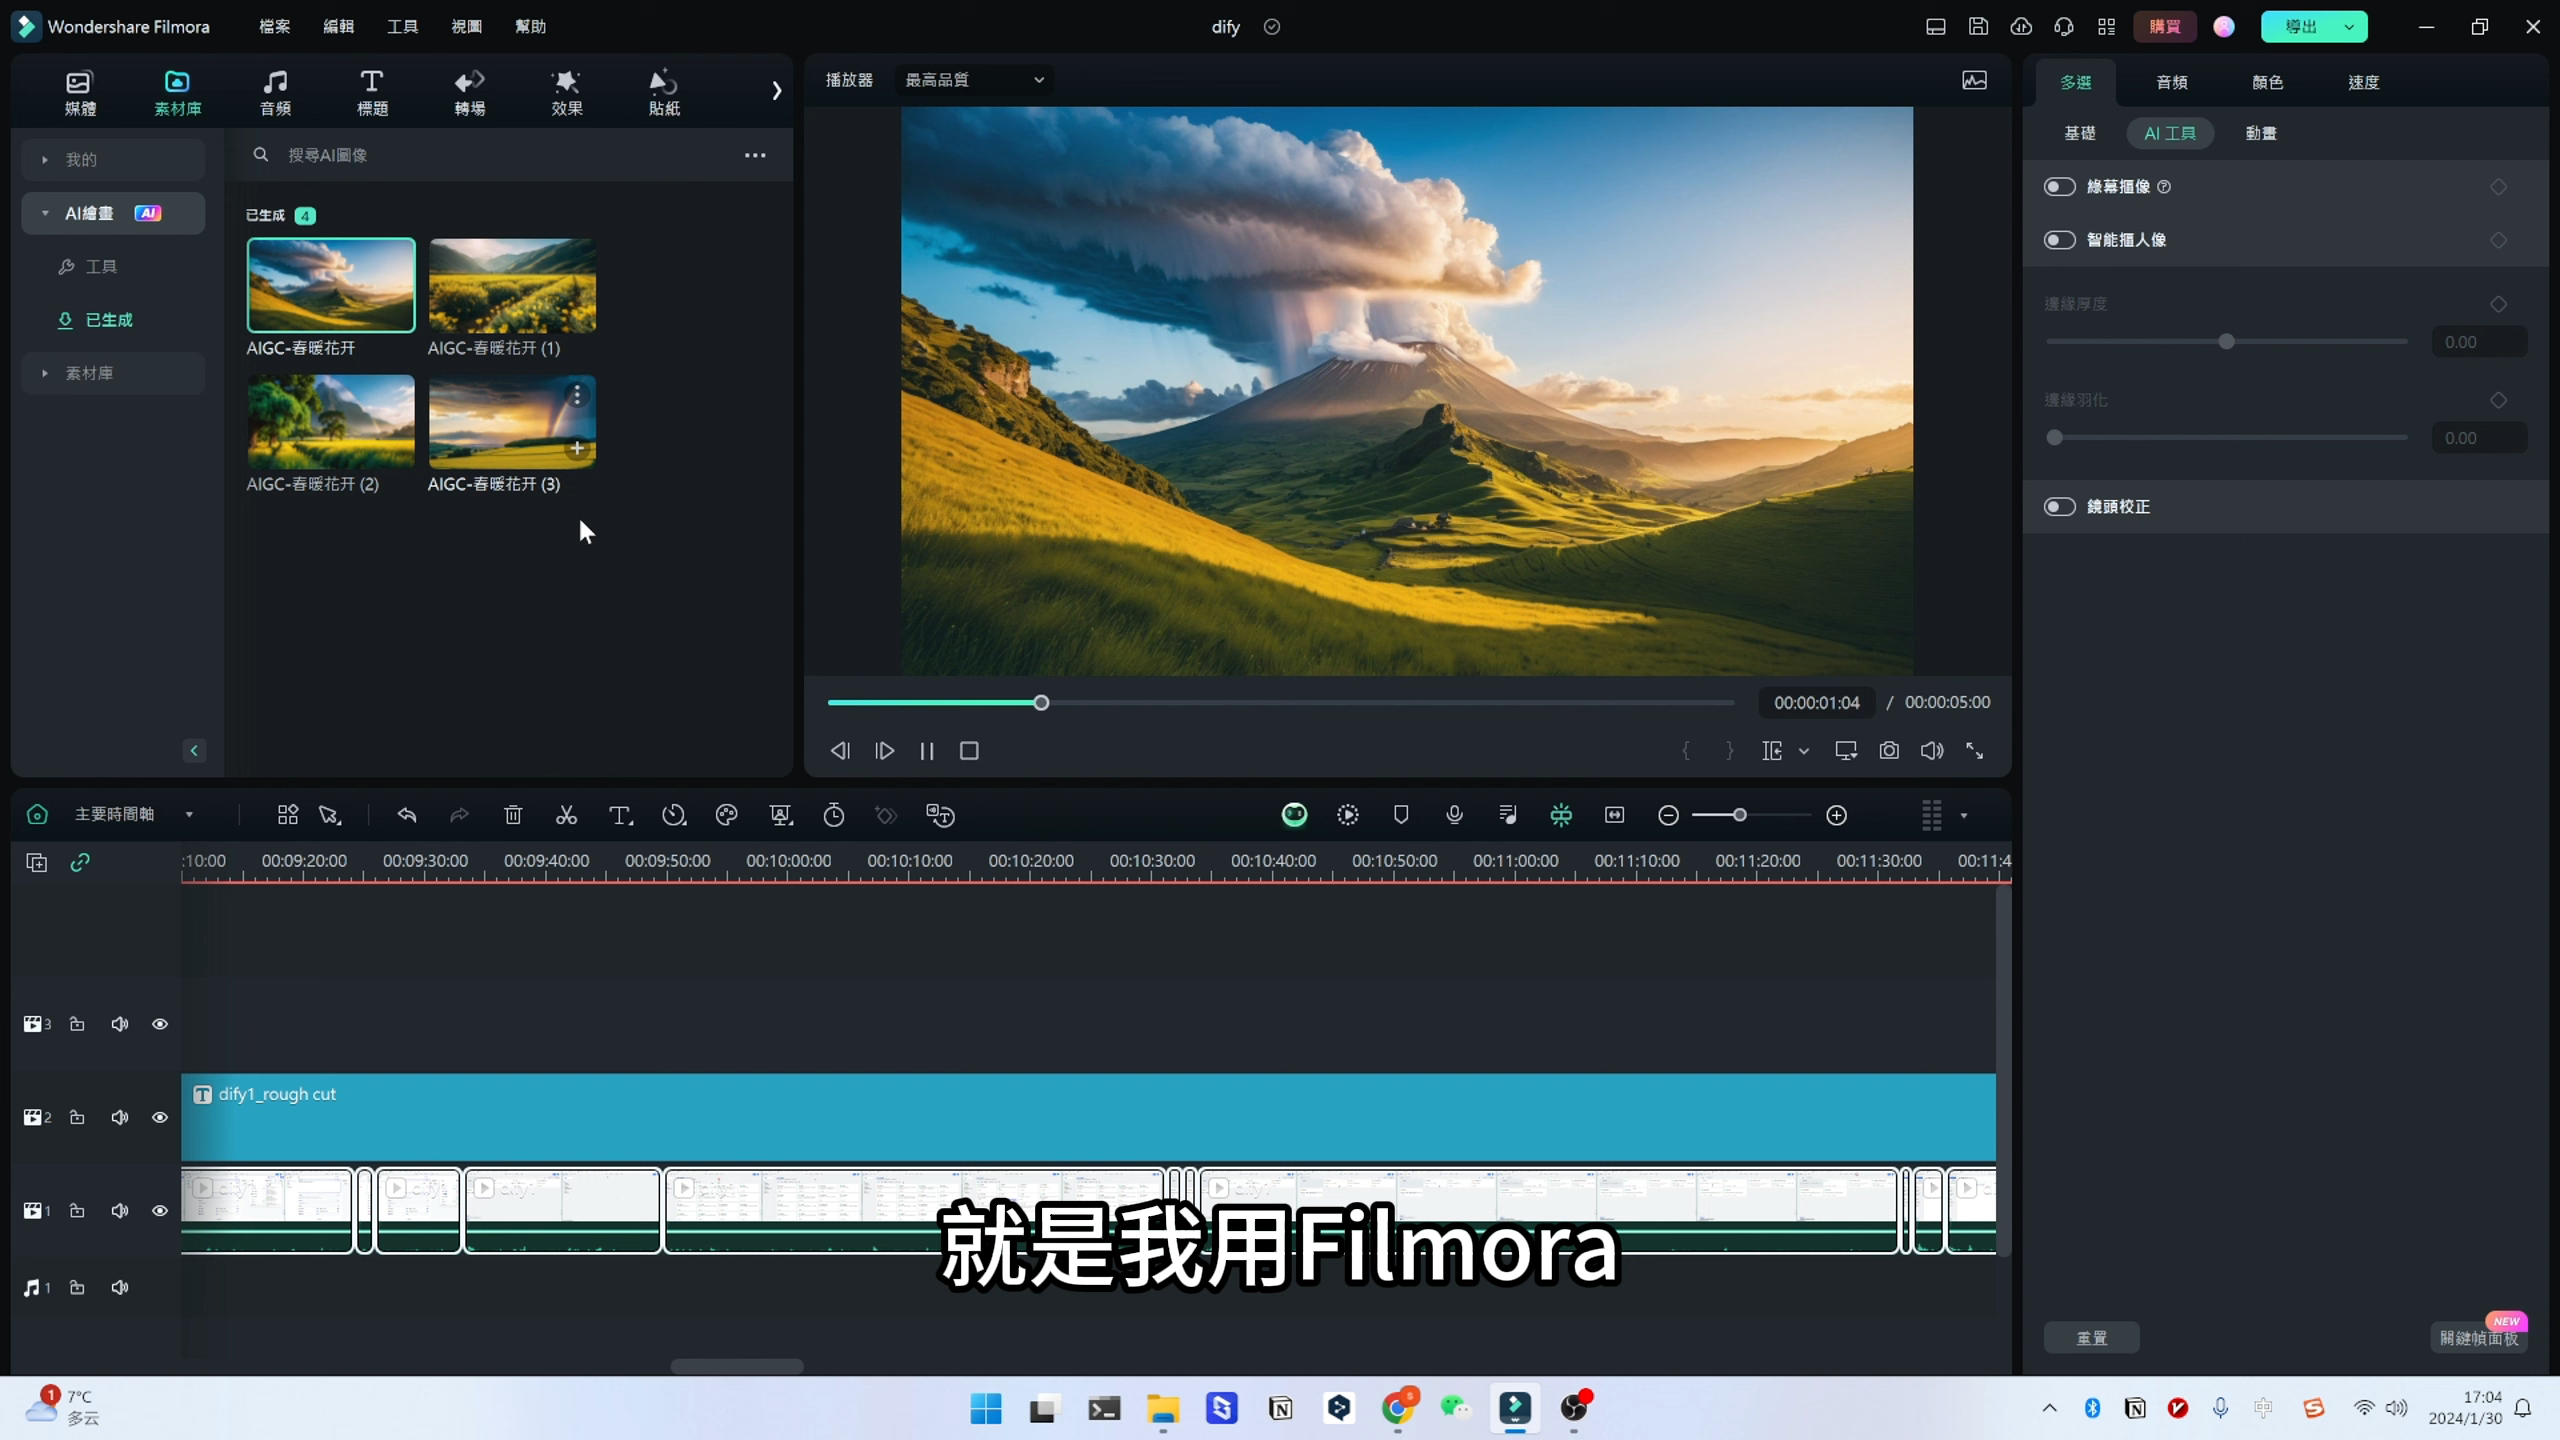 Wondershare Filmora
檔案
編輯
工具
視圖
幫助
dify
購買
導出
媒體
素材庫
音頻
標題
轉場
效果
貼紙
播放器
最高品質
多選
音頻
顏色
速度
基礎
AI 工具
動畫
我的
搜尋AI圖像
AI繪畫
AI
工具
已生成
素材庫
已生成 4
AIGC-春暖花开
AIGC-春暖花开 (1)
AIGC-春暖花开 (2)
AIGC-春暖花开 (3)
綠幕摳像
智能摳人像
邊緣厚度
0.00
邊緣羽化
0.00
鏡頭校正
00:00:01:04 / 00:00:05:00
主要時間軸
:10:00 00:09:20:00 00:09:30:00 00:09:40:00 00:09:50:00 00:10:00:00 00:10:10:00 00:10:20:00 00:10:30:00 00:10:40:00 00:10:50:00 00:11:00:00 00:11:10:00 00:11:20:00 00:11:30:00 00:11:4
3
2
dify1_rough cut
1
就是我用Filmora
1
重置
NEW
關鍵幀面板
1
7°C
多云
中
17:04
2024/1/30